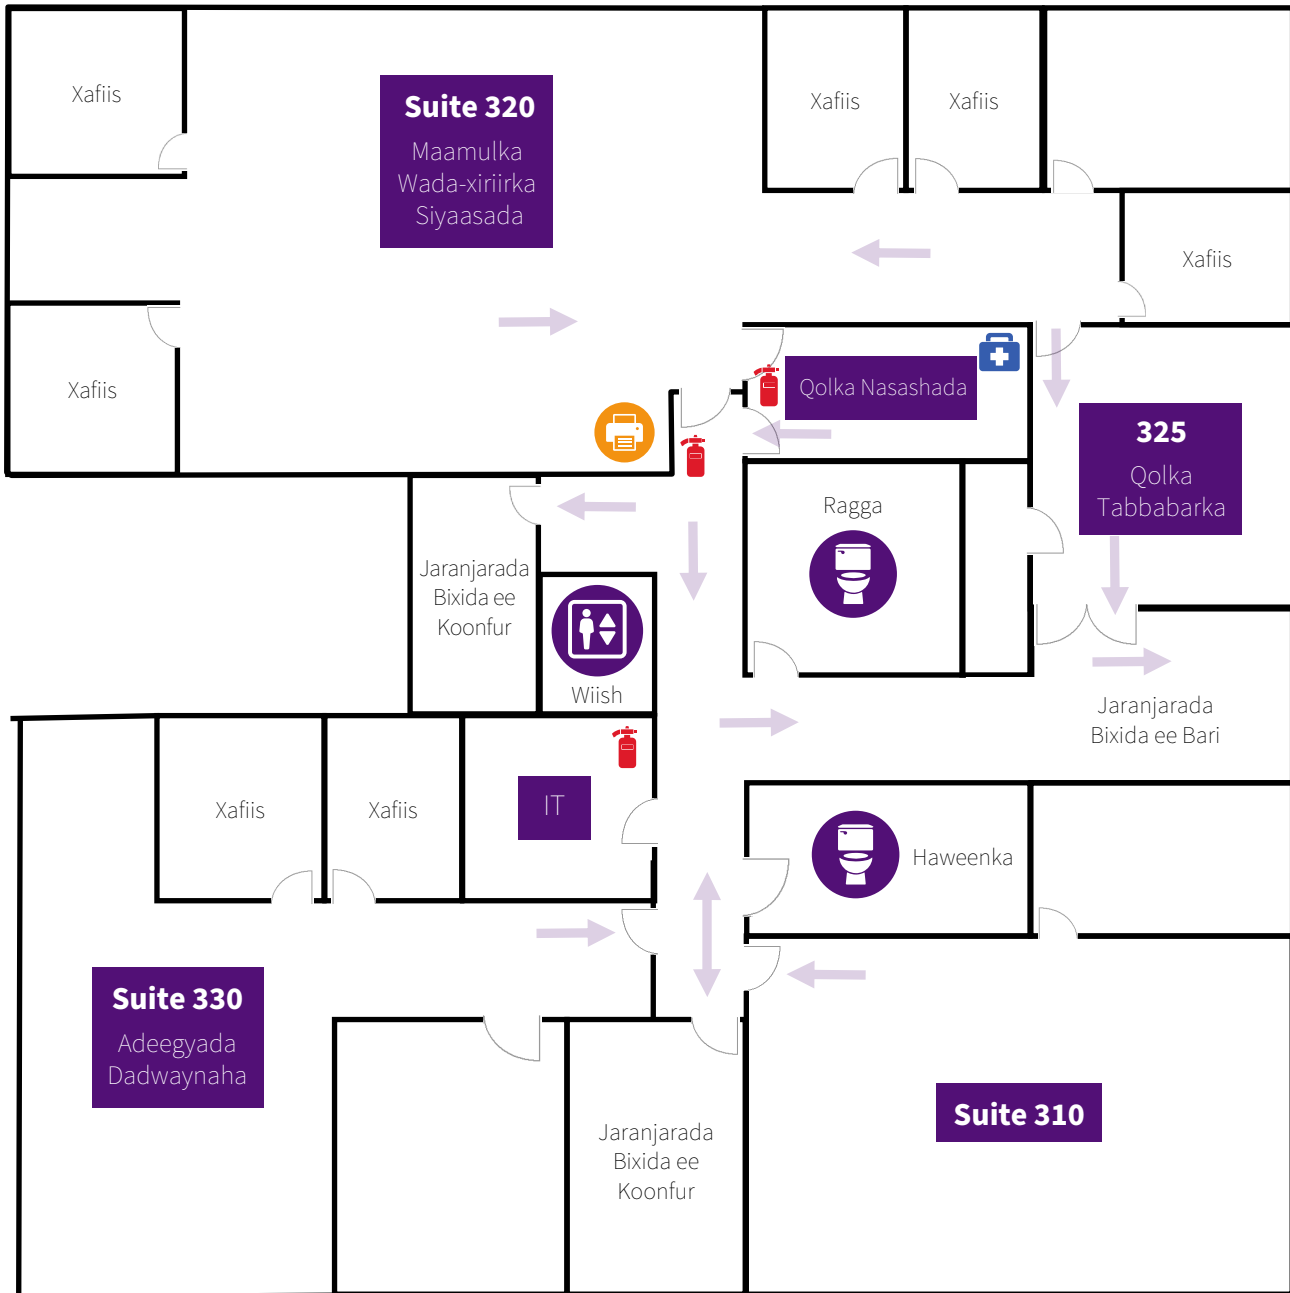 Xafiis
Suite 320
Maamulka
Wada-xiriirka
Siyaasada
Xafiis
Xafiis
Xafiis
Xafiis
Qolka Nasashada
325
Qolka
Tabbabarka
Ragga
Jaranjarada
Bixida ee
Koonfur
Wiish
Jaranjarada
Bixida ee Bari
Xafiis
Xafiis
IT
Haweenka
Suite 330
Adeegyada
Dadwaynaha
Suite 310
Jaranjarada
Bixida ee
Koonfur